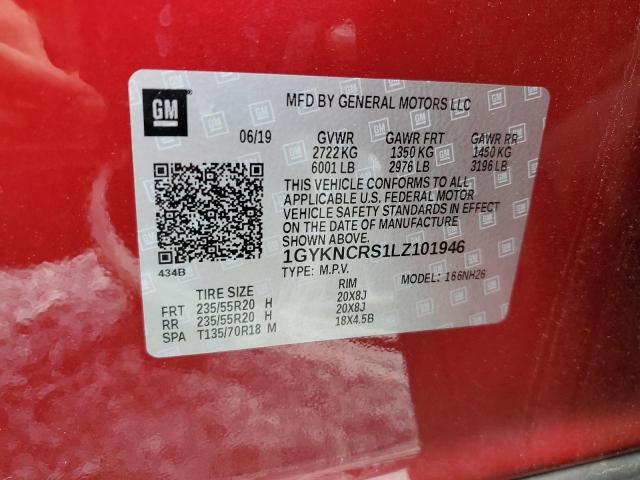 GM
MFD BY GENERAL MOTORS LLC
06/19 GVWR GAWR FRT GAWR RR
2722 KG 1350 KG 1450 KG
6001 LB 2976 LB 3196 LB
THIS VEHICLE CONFORMS TO ALL
APPLICABLE U.S. FEDERAL MOTOR
VEHICLE SAFETY STANDARDS IN EFFECT
ON THE DATE OF MANUFACTURE
SHOWN ABOVE.
434B 1GYKNCRS1LZ101946
TYPE: M.P.V. MODEL: 166NH26
TIRE SIZE RIM
FRT 235/55R20 H 20X8J
RR 235/55R20 H 20X8J
SPA T135/70R18 M 18X4.5B